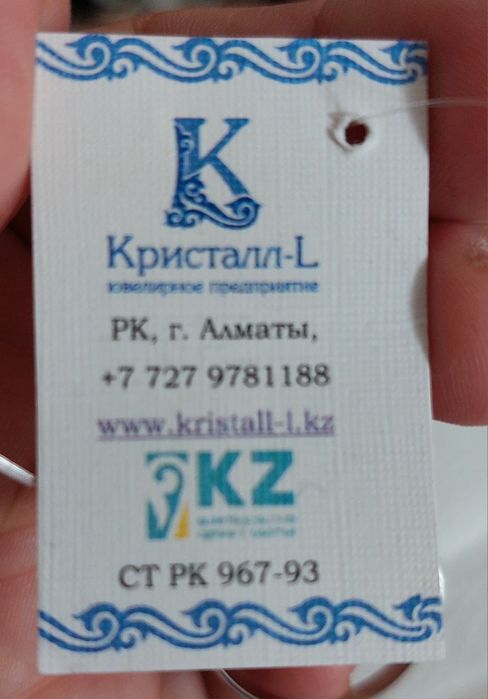 К
Кристалл-L
ювелирное предприятие
РК, г. Алматы,
+7 727 9781188
www.kristall-l.kz
KZ
СТ РК 967-93